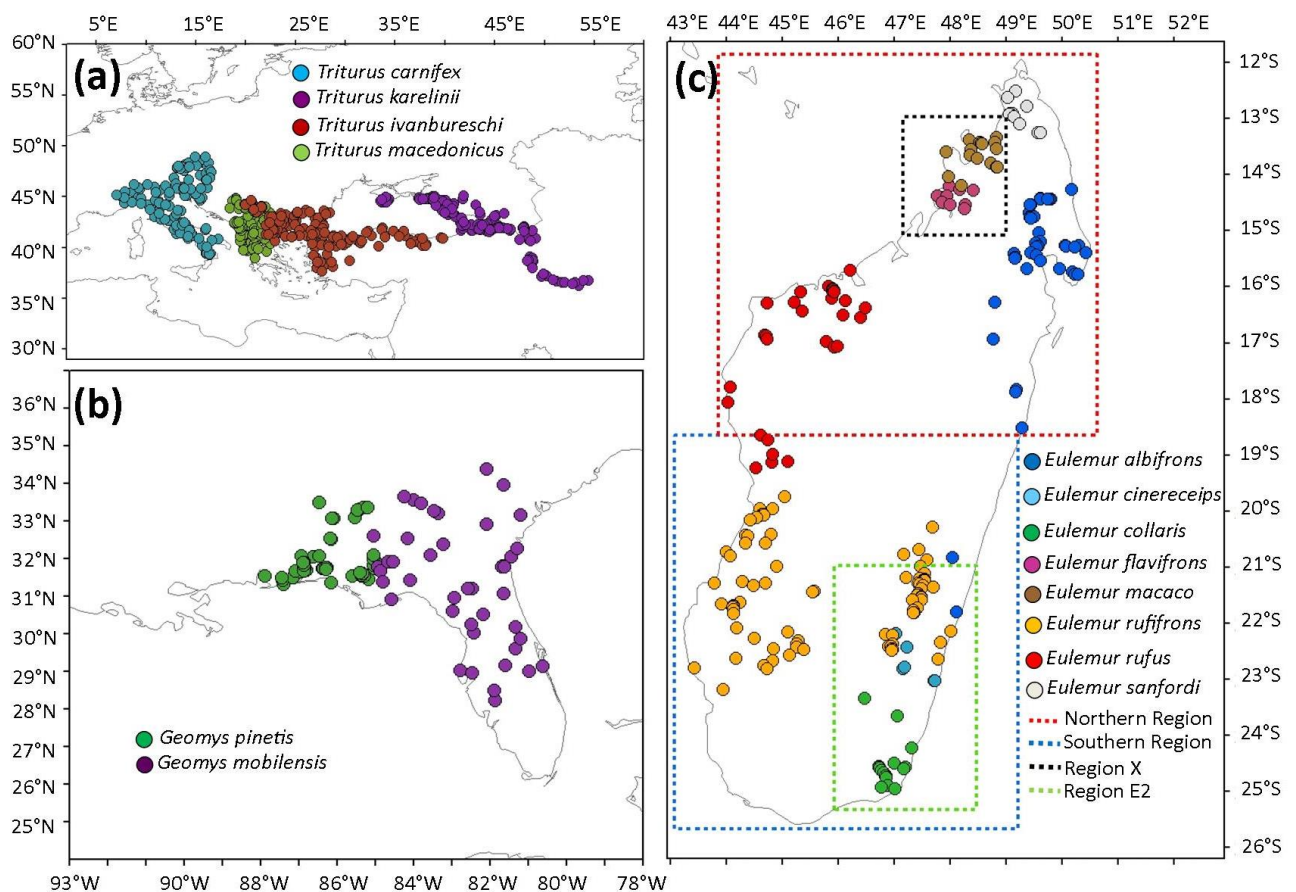 5°E 15°E 25°E 35°E 45°E 55°E
60°N
55°N
50°N
45°N
40°N
35°N
30°N
(a)
Triturus carnifex
Triturus karelinii
Triturus ivanbureschi
Triturus macedonicus
(b)
36°N
35°N
34°N
33°N
32°N
31°N
30°N
29°N
28°N
27°N
26°N
25°N
Geomys pinetis
Geomys mobilensis
93°W 90°W 88°W 86°W 84°W 82°W 80°W 78°W
43°E 44°E 45°E 46°E 47°E 48°E 49°E 50°E 51°E 52°E
(c)
12°S
13°S
14°S
15°S
16°S
17°S
18°S
19°S
20°S
21°S
22°S
23°S
24°S
25°S
26°S
Eulemur albifrons
Eulemur cinereceips
Eulemur collaris
Eulemur flavifrons
Eulemur macaco
Eulemur rufifrons
Eulemur rufus
Eulemur sanfordi
Northern Region
Southern Region
Region X
Region E2